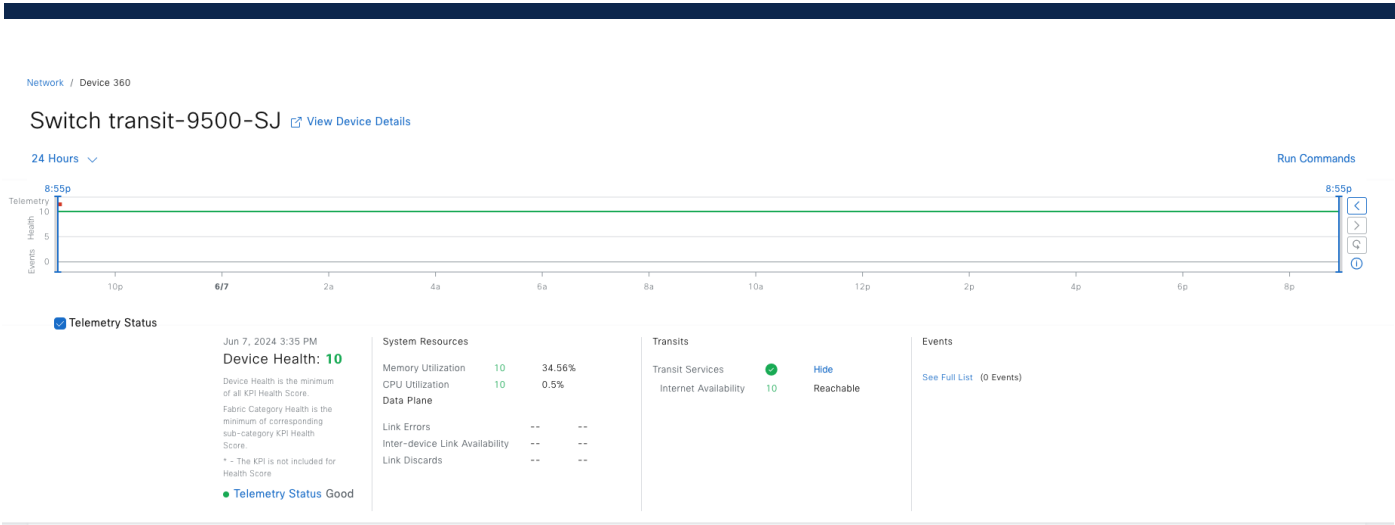 Network / Device 360
Switch transit-9500-SJ View Device Details
24 Hours
Run Commands
8:55p 8:55p
Telemetry
10
Health
5
Events
0
10p 6/7 2a 4a 6a 8a 10a 12p 2p 4p 6p 8p
Telemetry Status
Jun 7, 2024 3:35 PM
Device Health: 10
Device Health is the minimum
of all KPI Health Score.
Fabric Category Health is the
minimum of corresponding
sub-category KPI Health
Score.
* - The KPI is not included for
Health Score
Telemetry Status Good
System Resources
Memory Utilization 10 34.56%
CPU Utilization 10 0.5%
Data Plane
Link Errors -- --
Inter-device Link Availability -- --
Link Discards -- --
Transits
Transit Services Hide
Internet Availability 10 Reachable
Events
See Full List (0 Events)